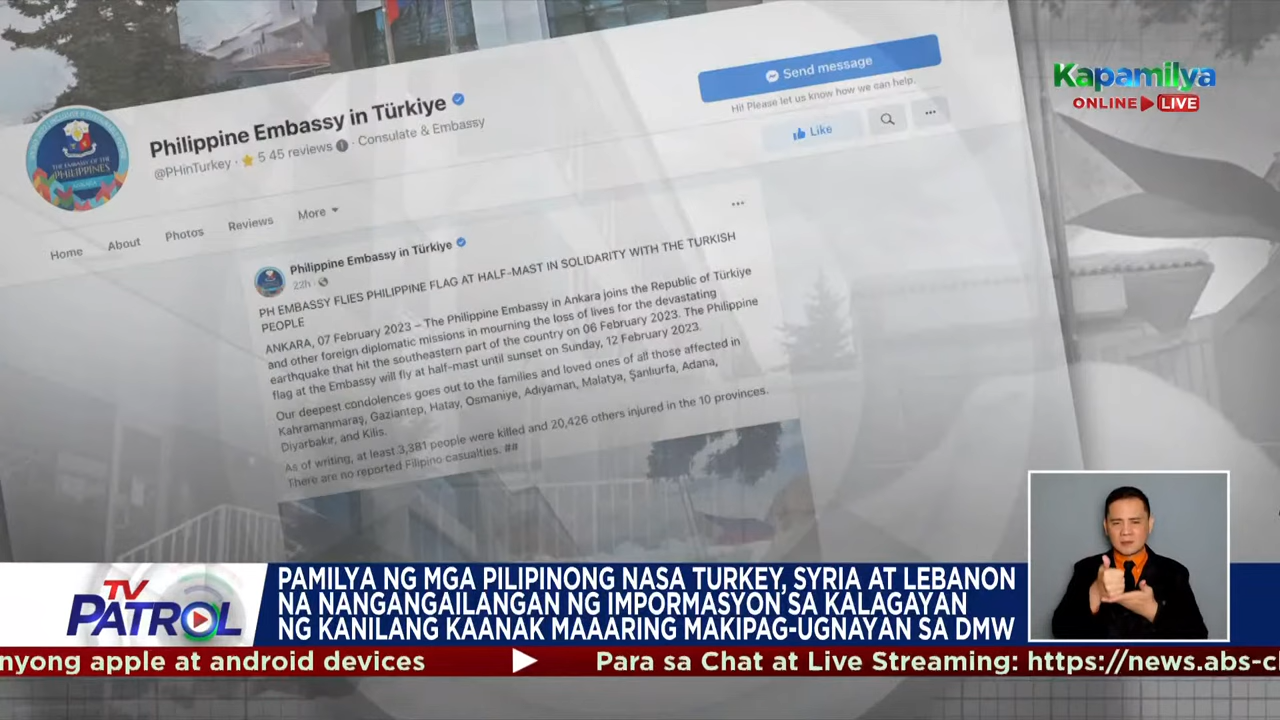 Kapamilya
ONLINE LIVE
Send message
Hi! Please let us know how we can help.
Philippine Embassy in Türkiye
@PHinTurkey · 5 45 reviews · Consulate & Embassy
Like
THE EMBASSY OF THE
PHILIPPINES
Home
About
Photos
Reviews
More
Philippine Embassy in Türkiye
22h
PH EMBASSY FLIES PHILIPPINE FLAG AT HALF-MAST IN SOLIDARITY WITH THE TURKISH
PEOPLE
ANKARA, 07 February 2023 – The Philippine Embassy in Ankara joins the Republic of Türkiye
and other foreign diplomatic missions in mourning the loss of lives for the devastating
earthquake that hit the southeastern part of the country on 06 February 2023. The Philippine
flag at the Embassy will fly at half-mast until sunset on Sunday, 12 February 2023.
Our deepest condolences goes out to the families and loved ones of all those affected in
Kahramanmaraş, Gaziantep, Hatay, Osmaniye, Adıyaman, Malatya, Şanlıurfa, Adana,
Diyarbakır, and Kilis.
As of writing, at least 3,381 people were killed and 20,426 others injured in the 10 provinces.
There are no reported Filipino casualties. ##
TV
PATROL
PAMILYA NG MGA PILIPINONG NASA TURKEY, SYRIA AT LEBANON
NA NANGANGAILANGAN NG IMPORMASYON SA KALAGAYAN
NG KANILANG KAANAK MAAARING MAKIPAG-UGNAYAN SA DMW
nyong apple at android devices
Para sa Chat at Live Streaming: https://news.abs-c